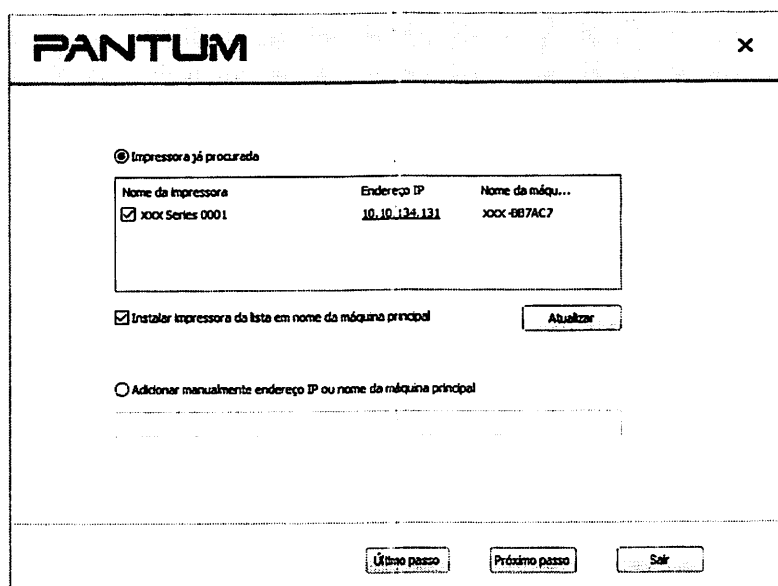 PANTUM
Impressora já procurada
Nome da impressora Endereço IP Nome da máqu...
XXX Series 0001 10.10.134.131 XXX-BB7AC7
Instalar impressora da lista em nome da máquina principal Atualizar
Adicionar manualmente endereço IP ou nome da máquina principal
Último passo Próximo passo Sair